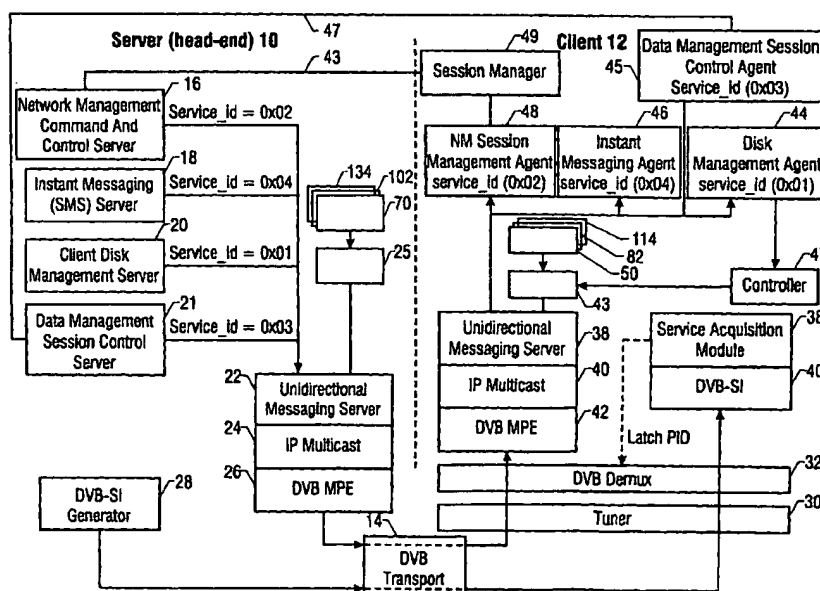 47
Server (head-end) 10
43
16
Network Management
Command And
Control Server
Service_id = 0x02
18
Instant Messaging
(SMS) Server
Service_id = 0x04
20
Client Disk
Management Server
Service_id = 0x01
21
Data Management
Session Control
Server
Service_id = 0x03
134
102
70
25
22
Unidirectional
Messaging Server
24
IP Multicast
26
DVB MPE
28
DVB-SI
Generator
14
DVB
Transport
49
Client 12
Session Manager
45
Data Management Session
Control Agent
Service_id (0x03)
48
NM Session
Management Agent
service_id (0x02)
46
Instant
Messaging Agent
service_id (0x04)
44
Disk
Management Agent
service_id (0x01)
114
82
50
43
Controller
Unidirectional
Messaging Server
38
IP Multicast
40
DVB MPE
42
Service Acquisition
Module
38
DVB-SI
40
Latch PID
DVB Demux
32
Tuner
30